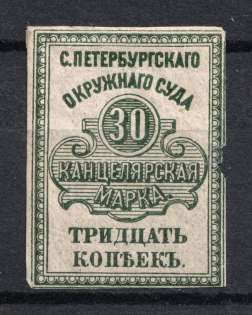 С. ПЕТЕРБУРГСКАГО
ОКРУЖНАГО СУДА
30
КАНЦЕЛЯРСКАЯ
МАРКА
ТРИДЦАТЬ
КОПѢЕКЪ.